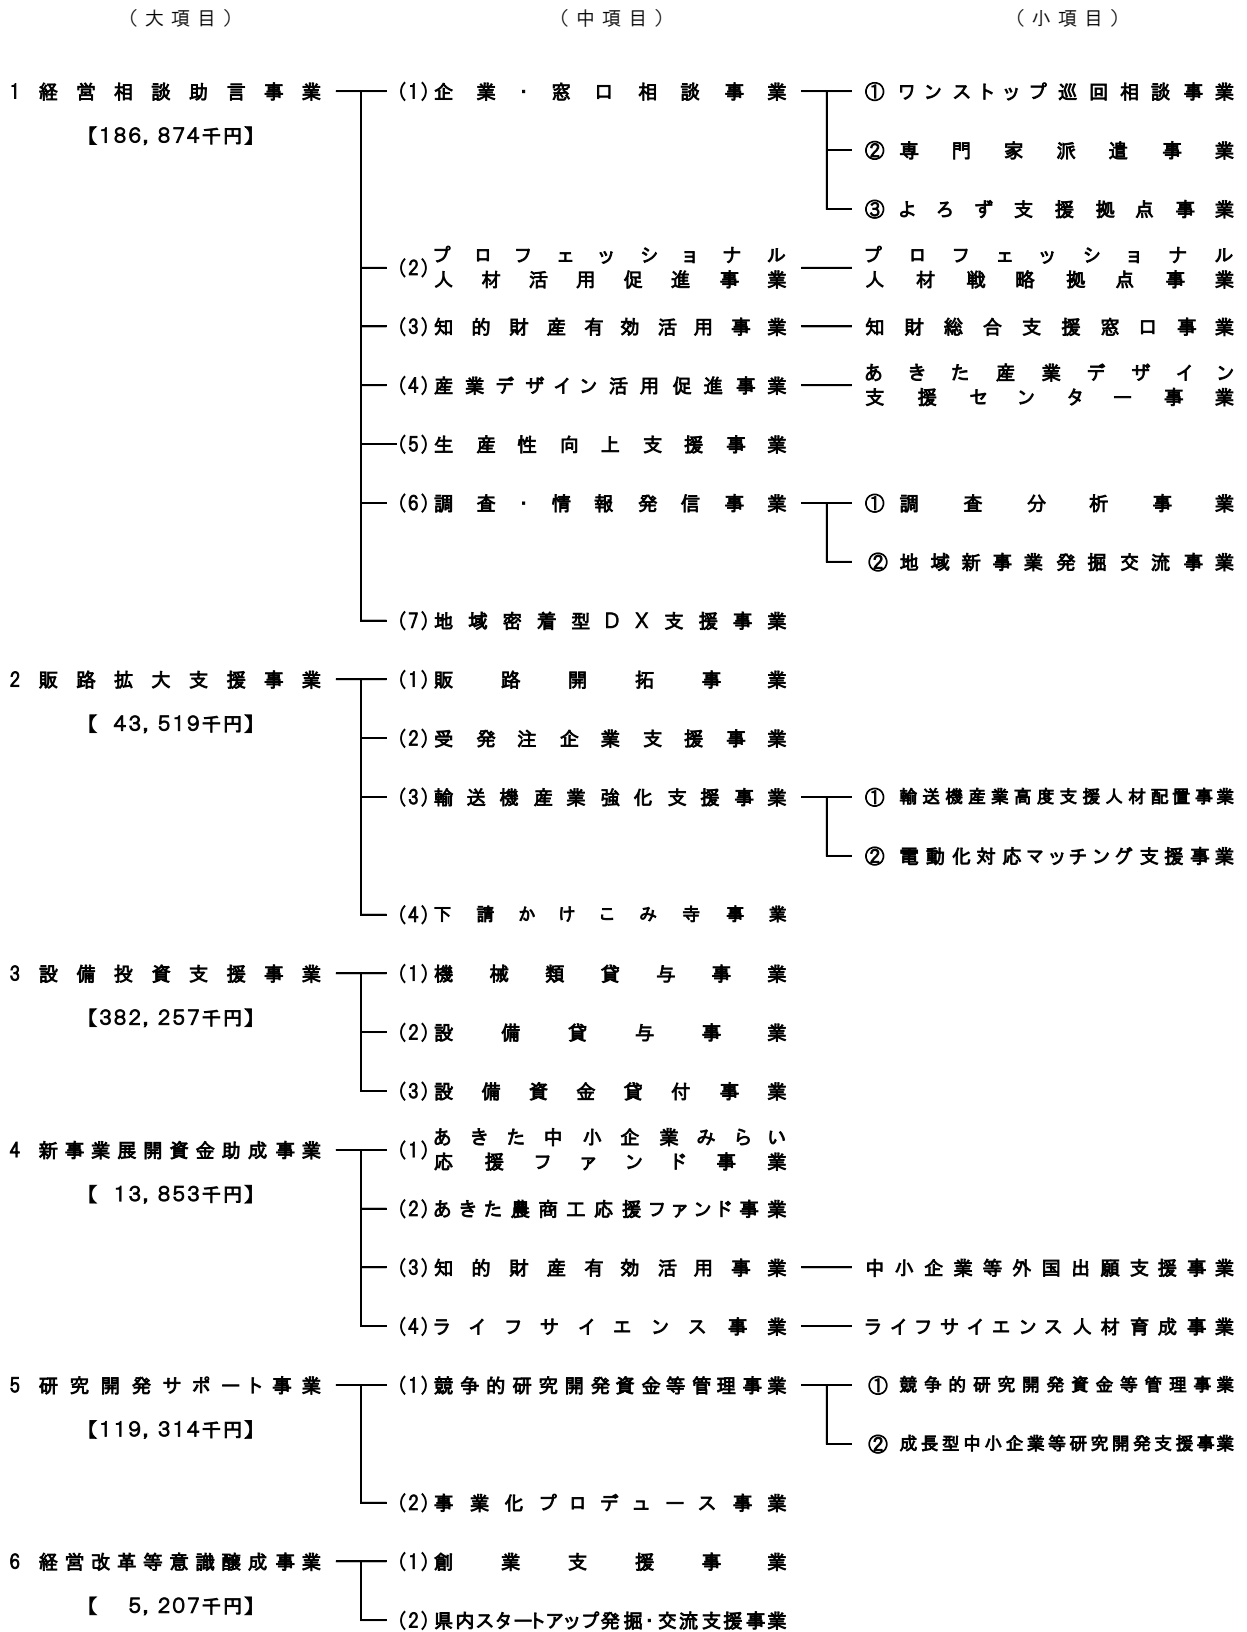 （大項目）　（中項目）　（小項目）
1 経営相談助言事業　(1)企業・窓口相談事業　① ワンストップ巡回相談事業
【186,874千円】
② 専門家派遣事業
③ よろず支援拠点事業
(2)プロフェッショナル　プロフェッショナル
人材活用促進事業　人材戦略拠点事業
(3)知的財産有効活用事業　知財総合支援窓口事業
(4)産業デザイン活用促進事業　あきた産業デザイン
支援センター事業
(5)生産性向上支援事業
(6)調査・情報発信事業　① 調査分析事業
② 地域新事業発掘交流事業
(7)地域密着型ＤＸ支援事業
2 販路拡大支援事業　(1)販路開拓事業
【 43,519千円】
(2)受発注企業支援事業
(3)輸送機産業強化支援事業　① 輸送機産業高度支援人材配置事業
② 電動化対応マッチング支援事業
(4)下請かけこみ寺事業
3 設備投資支援事業　(1)機械類貸与事業
【382,257千円】
(2)設備貸与事業
(3)設備資金貸付事業
4 新事業展開資金助成事業　(1)あきた中小企業みらい
応援ファンド事業
【 13,853千円】
(2)あきた農商工応援ファンド事業
(3)知的財産有効活用事業　中小企業等外国出願支援事業
(4)ライフサイエンス事業　ライフサイエンス人材育成事業
5 研究開発サポート事業　(1)競争的研究開発資金等管理事業　① 競争的研究開発資金等管理事業
【119,314千円】
② 成長型中小企業等研究開発支援事業
(2)事業化プロデュース事業
6 経営改革等意識醸成事業　(1)創業支援事業
【 5,207千円】
(2)県内スタートアップ発掘・交流支援事業